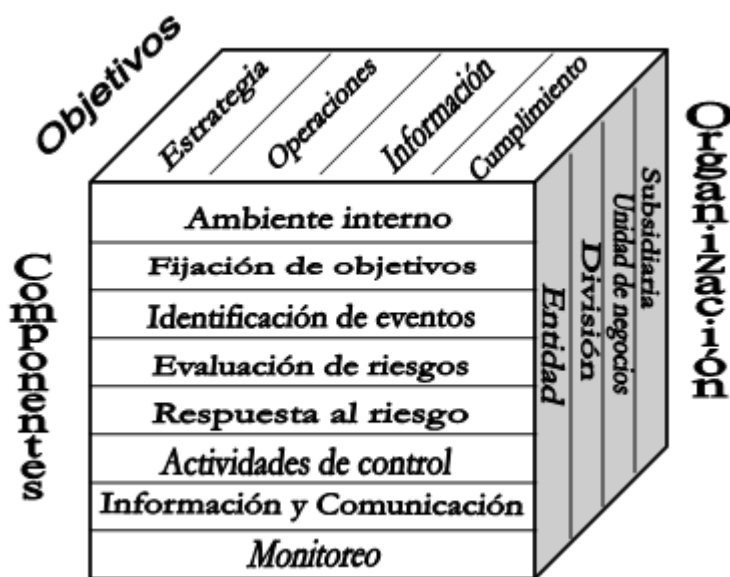 Objetivos
Estrategia
Operaciones
Información
Cumplimiento
Componentes
Ambiente interno
Fijación de objetivos
Identificación de eventos
Evaluación de riesgos
Respuesta al riesgo
Actividades de control
Información y Comunicación
Monitoreo
Entidad
División
Unidad de negocios
Subsidiaria
Organización